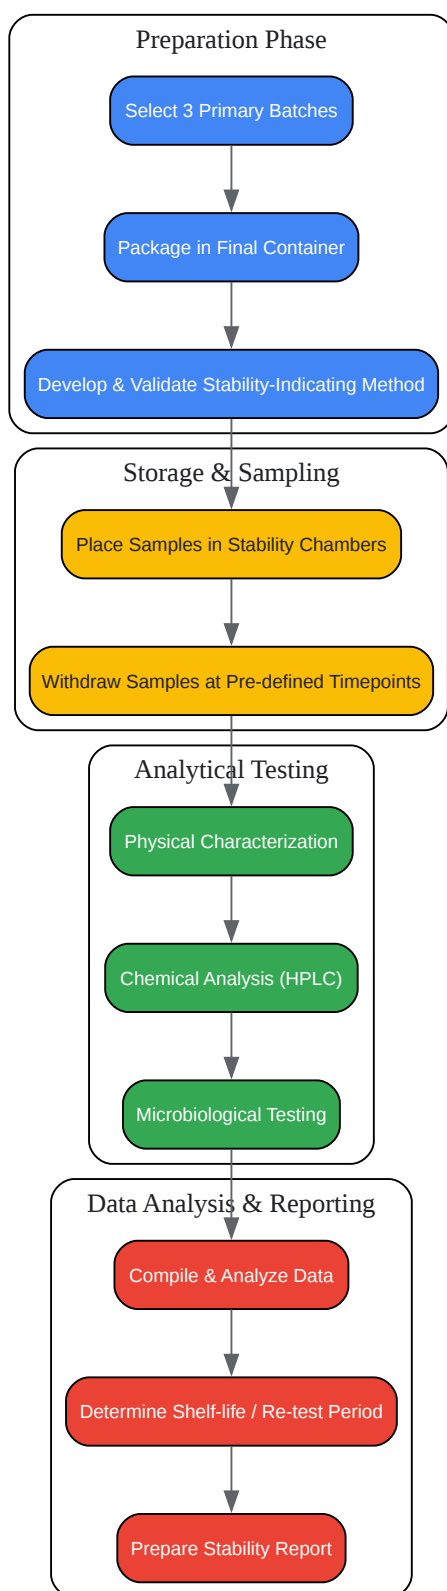 Preparation Phase
Select 3 Primary Batches
Package in Final Container
Develop & Validate Stability-Indicating Method
Storage & Sampling
Place Samples in Stability Chambers
Withdraw Samples at Pre-defined Timepoints
Analytical Testing
Physical Characterization
Chemical Analysis (HPLC)
Microbiological Testing
Data Analysis & Reporting
Compile & Analyze Data
Determine Shelf-life / Re-test Period
Prepare Stability Report